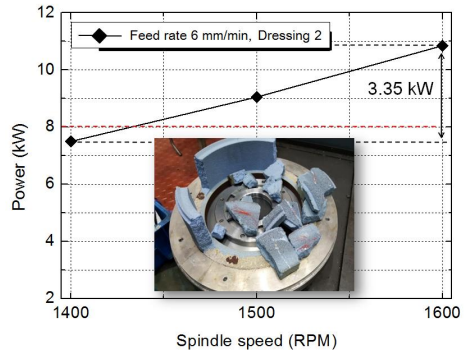 12
Feed rate 6 mm/min, Dressing 2
10
3.35 kW
8
Power (kW)
6
4
2
1400
1500
1600
Spindle speed (RPM)